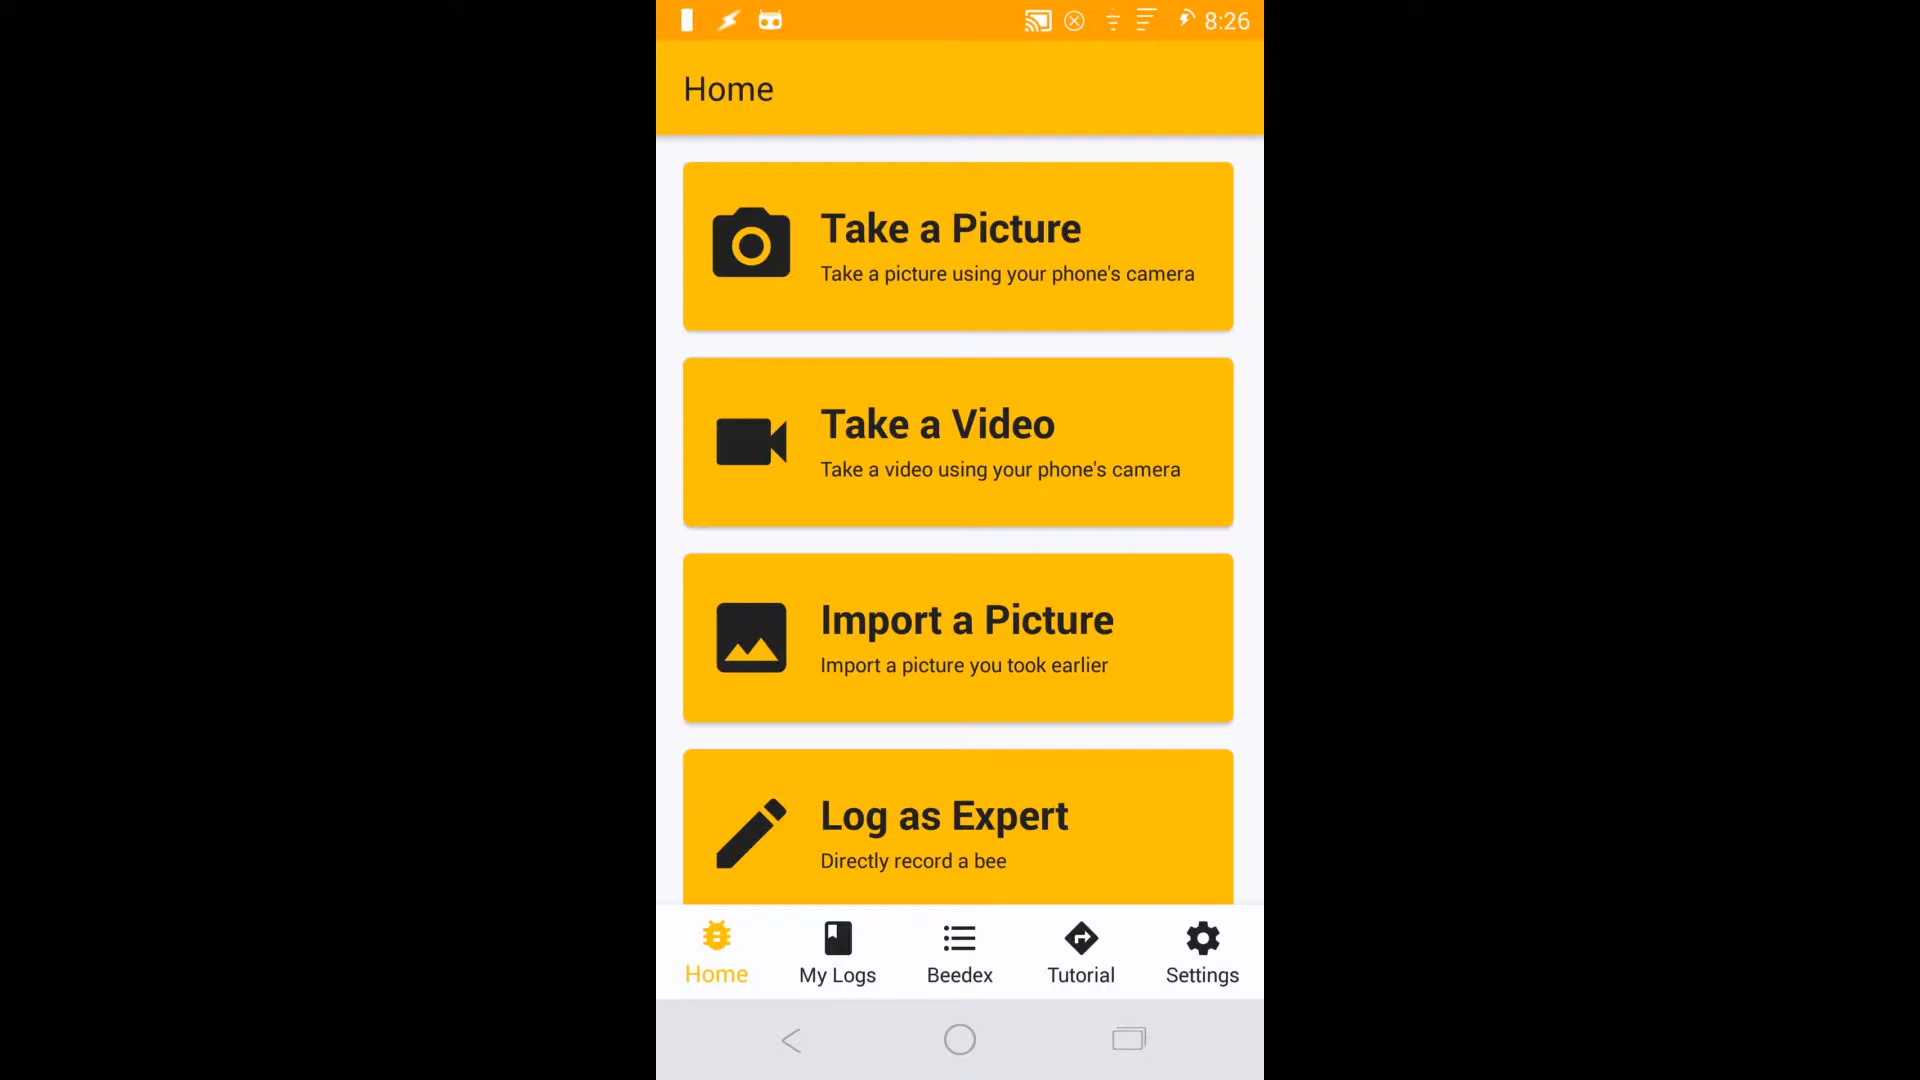 8:26
Home
Take a Picture
Take a picture using your phone's camera
Take a Video
Take a video using your phone's camera
Import a Picture
Import a picture you took earlier
Log as Expert
Directly record a bee
Home
My Logs
Beedex
Tutorial
Settings